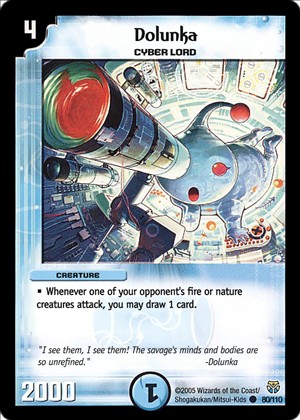 4
Dolunka
CYBER LORD
CREATURE
▪ Whenever one of your opponent's fire or nature
creatures attack, you may draw 1 card.
"I see them, I see them! The savage's minds and bodies are
so unrefined."
-Dolunka
2000
©2005 Wizards of the Coast/
Shogakukan/Mitsui-Kids ● 80/110